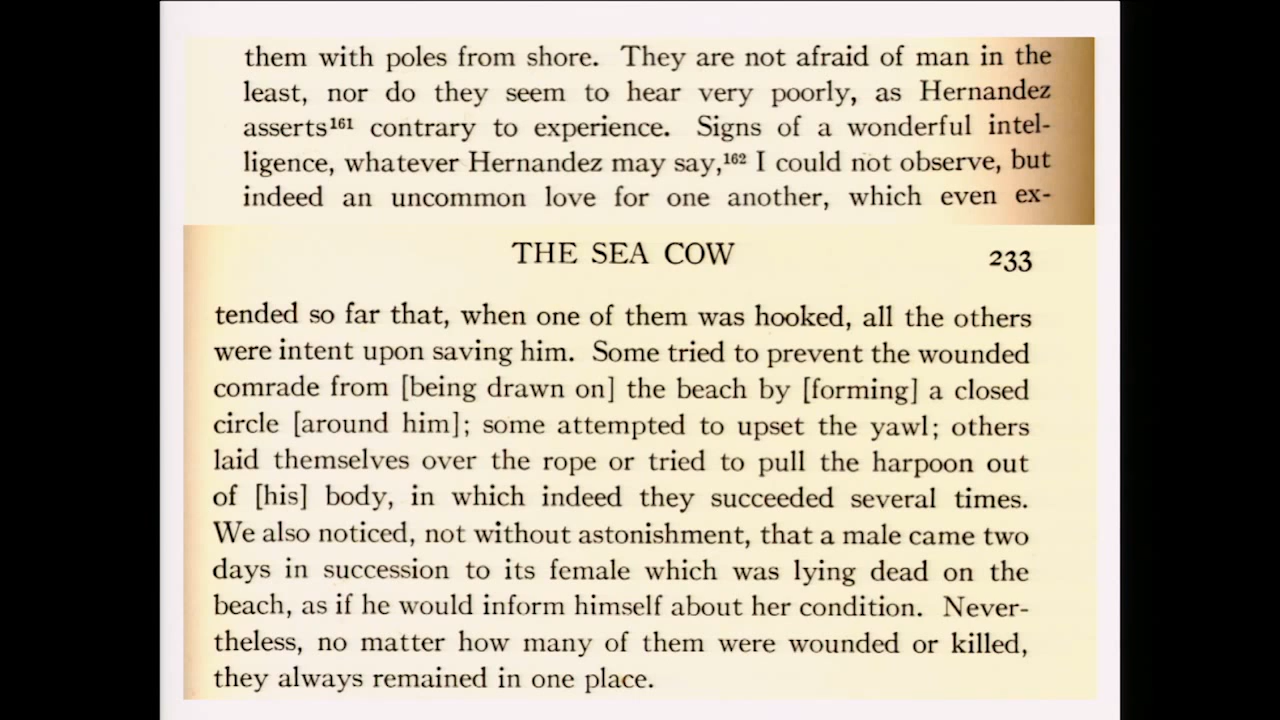 them with poles from shore. They are not afraid of man in the
least, nor do they seem to hear very poorly, as Hernandez
asserts¹⁶¹ contrary to experience. Signs of a wonderful intel-
ligence, whatever Hernandez may say,¹⁶² I could not observe, but
indeed an uncommon love for one another, which even ex-
THE SEA COW 233
tended so far that, when one of them was hooked, all the others
were intent upon saving him. Some tried to prevent the wounded
comrade from [being drawn on] the beach by [forming] a closed
circle [around him]; some attempted to upset the yawl; others
laid themselves over the rope or tried to pull the harpoon out
of [his] body, in which indeed they succeeded several times.
We also noticed, not without astonishment, that a male came two
days in succession to its female which was lying dead on the
beach, as if he would inform himself about her condition. Never-
theless, no matter how many of them were wounded or killed,
they always remained in one place.